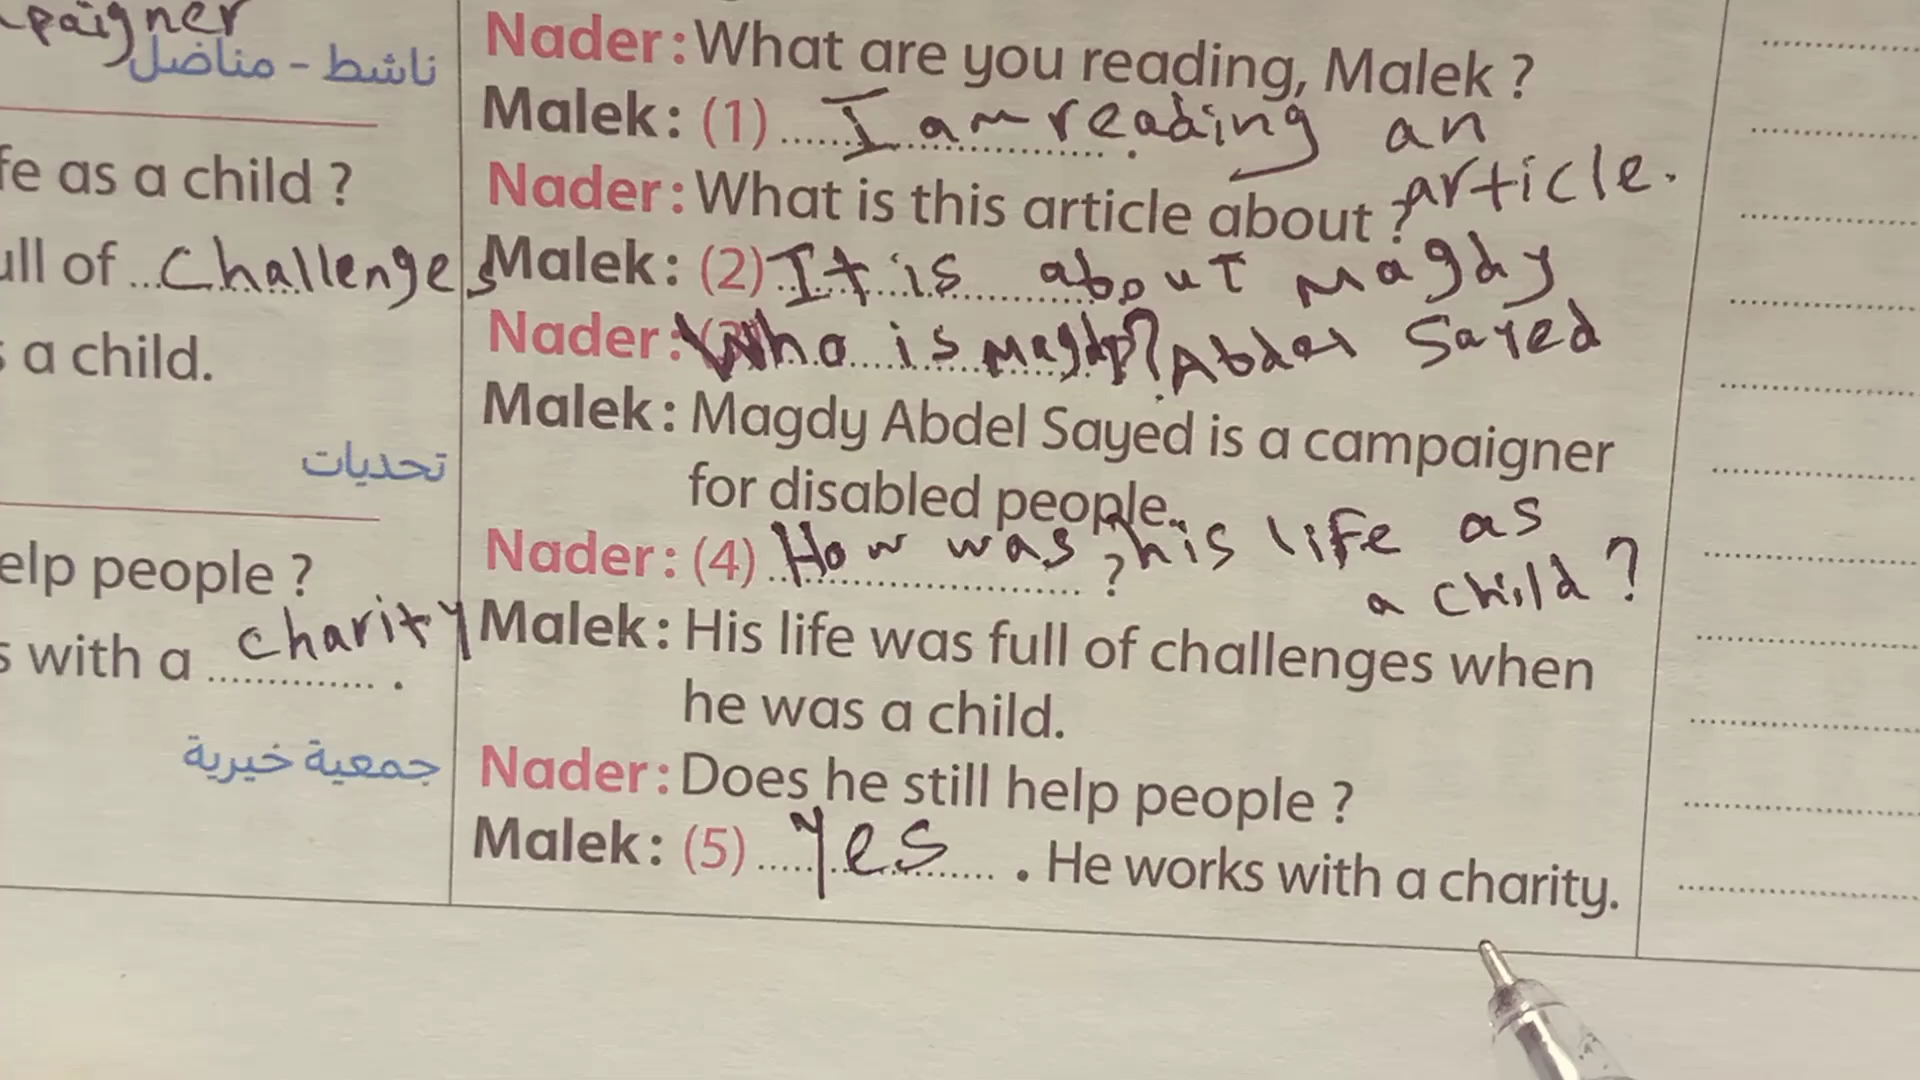 paigner
ناشط - مناضل
fe as a child ?
ull of challenges
s a child.
تحديات
elp people ?
s with a charity.
جمعية خيرية
Nader : What are you reading, Malek ?
Malek : (1) I am reading an
article.
Nader : What is this article about ?
Malek : (2) It is about Magdy
Abdel Sayed
Nader : Who is Magdy?
Malek : Magdy Abdel Sayed is a campaigner
for disabled people.
Nader : (4) How was his life as
a child ?
Malek : His life was full of challenges when
he was a child.
Nader : Does he still help people ?
Malek : (5) Yes . He works with a charity.